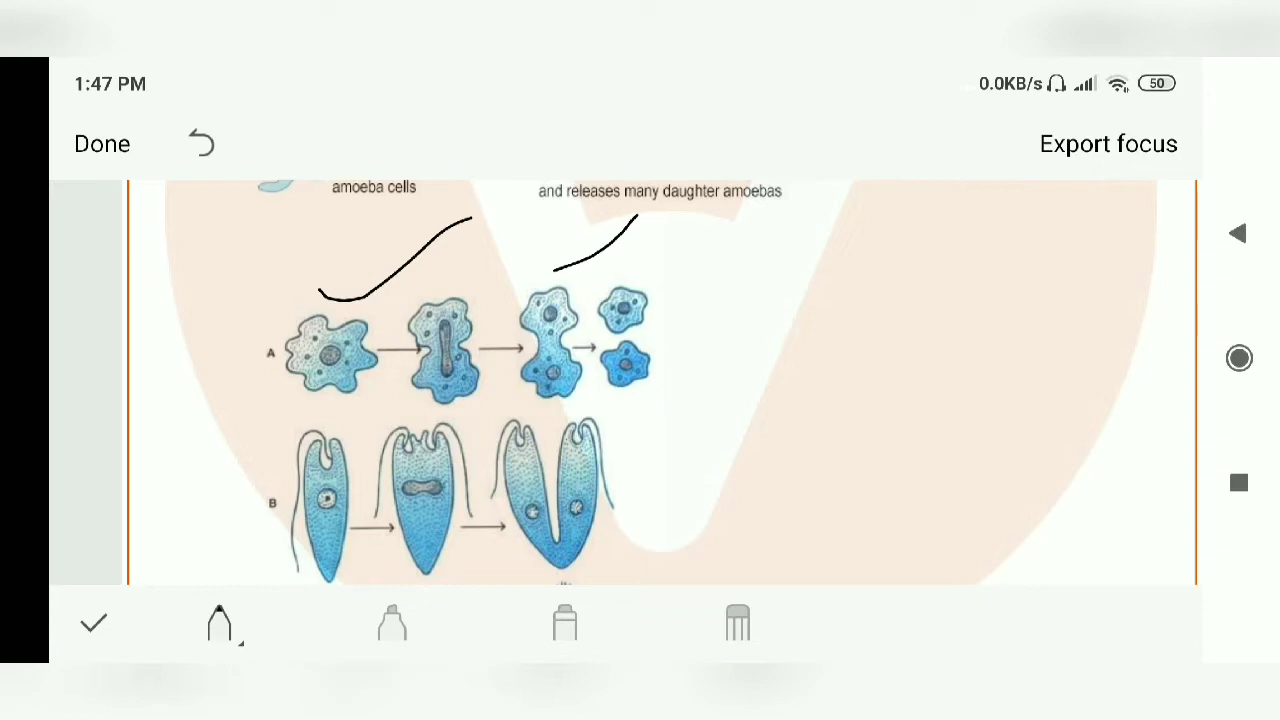 1:47 PM
0.0KB/s
50
Done
Export focus
amoeba cells
and releases many daughter amoebas
A
B